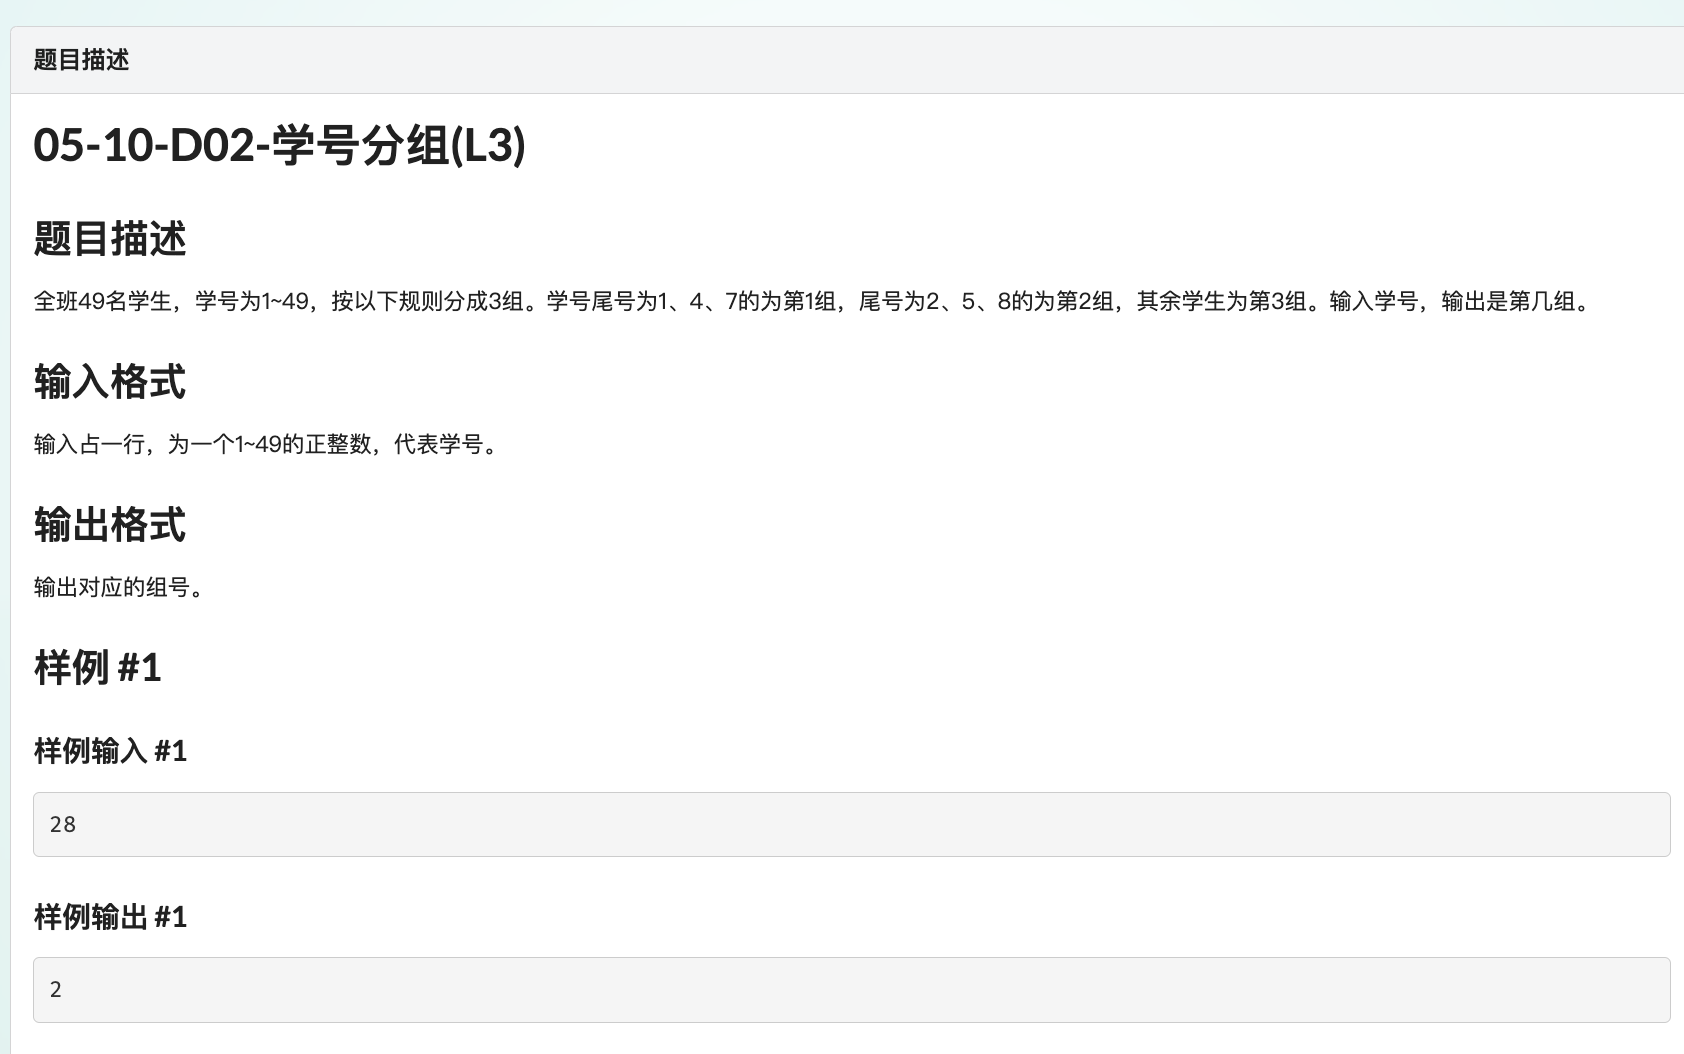 题目描述
05-10-D02-学号分组(L3)
题目描述
全班49名学生，学号为1~49，按以下规则分成3组。学号尾号为1、4、7的为第1组，尾号为2、5、8的为第2组，其余学生为第3组。输入学号，输出是第几组。
输入格式
输入占一行，为一个1~49的正整数，代表学号。
输出格式
输出对应的组号。
样例 #1
样例输入 #1
28
样例输出 #1
2